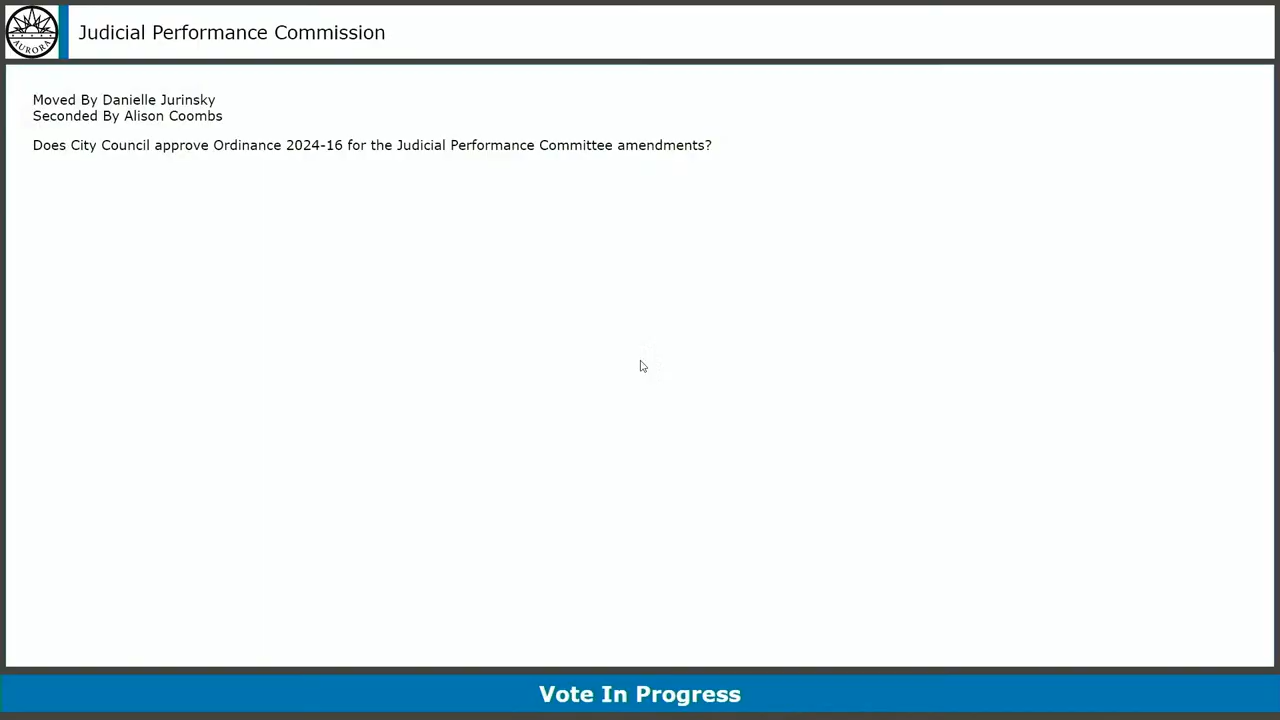 AURORA
Judicial Performance Commission
Moved By Danielle Jurinsky
Seconded By Alison Coombs
Does City Council approve Ordinance 2024-16 for the Judicial Performance Committee amendments?
Vote In Progress